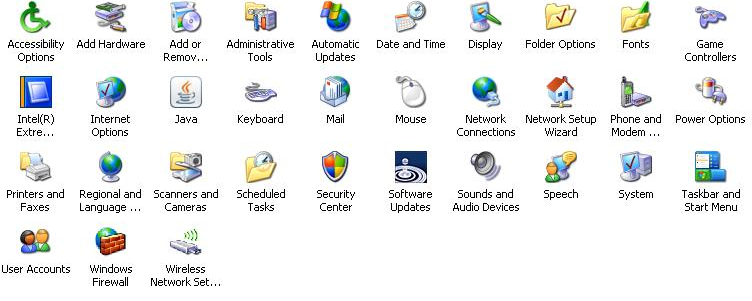 Accessibility Options
Add Hardware
Add or Remov...
Administrative Tools
Automatic Updates
Date and Time
Display
Folder Options
Fonts
Game Controllers
Intel(R) Extre...
Internet Options
Java
Keyboard
Mail
Mouse
Network Connections
Network Setup Wizard
Phone and Modem ...
Power Options
Printers and Faxes
Regional and Language ...
Scanners and Cameras
Scheduled Tasks
Security Center
Software Updates
Sounds and Audio Devices
Speech
System
Taskbar and Start Menu
User Accounts
Windows Firewall
Wireless Network Set...